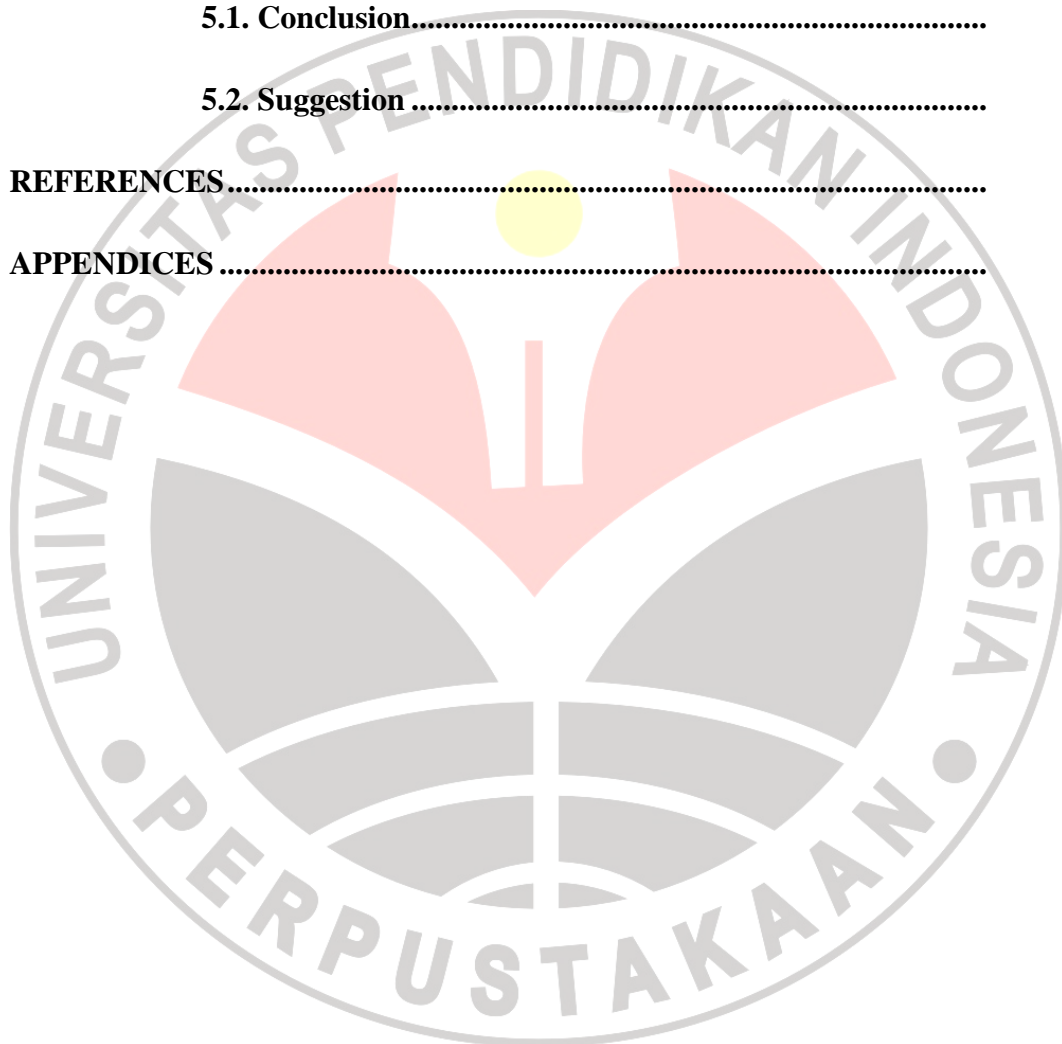 5.1. Conclusion.............................................................................
5.2. Suggestion .............................................................................
REFERENCES.....................................................................................................
APPENDICES ......................................................................................................
UNIVERSITAS PENDIDIKAN INDONESIA
PERPUSTAKAAN